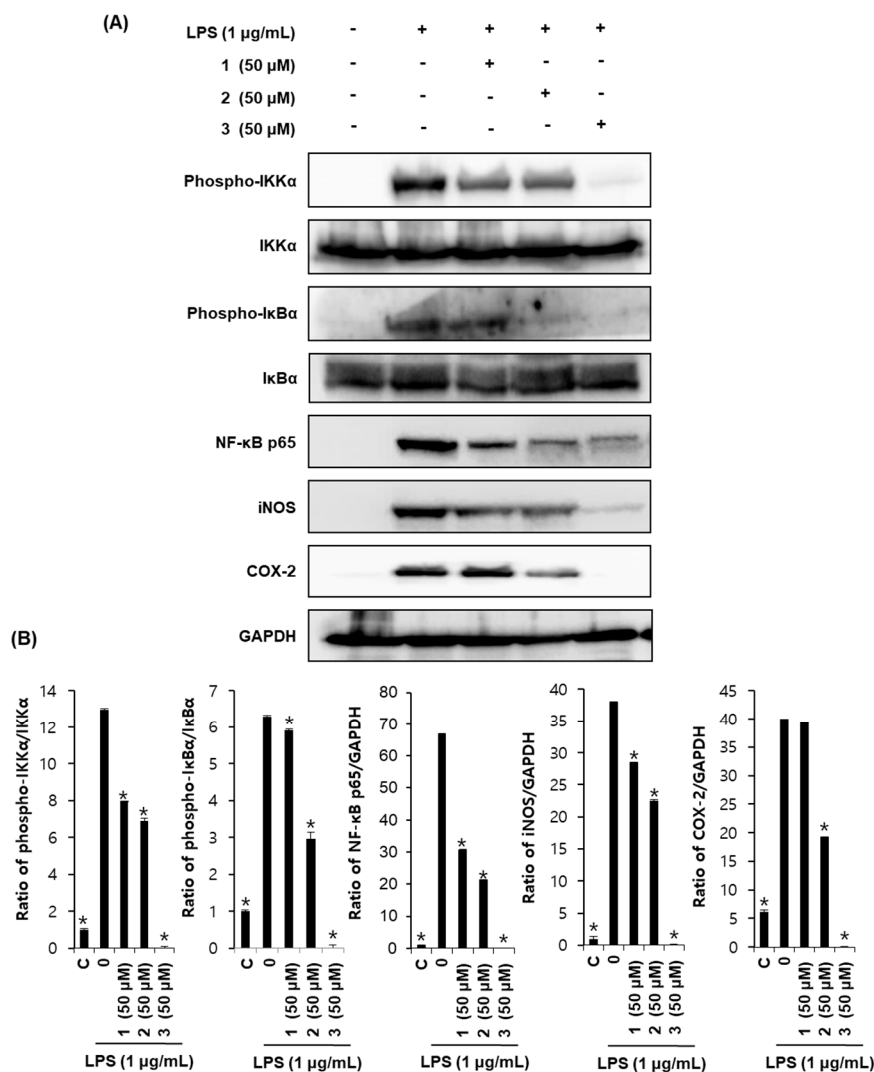 (A)
LPS (1 µg/mL) - + + + +
1 (50 µM) - - + - -
2 (50 µM) - - - + -
3 (50 µM) - - - - +
Phospho-IKKα
IKKα
Phospho-IκBα
IκBα
NF-κB p65
iNOS
COX-2
GAPDH
(B)
Ratio of phospho-IKKα/IKKα
14
12
10
8
6
4
2
0
* * * *
C
0
1 (50 µM)
2 (50 µM)
3 (50 µM)
LPS (1 µg/mL)
Ratio of phospho-IκBα/IκBα
7
6
5
4
3
2
1
0
* * * *
C
0
1 (50 µM)
2 (50 µM)
3 (50 µM)
LPS (1 µg/mL)
Ratio of NF-κB p65/GAPDH
80
70
60
50
40
30
20
10
0
* * * *
C
0
1 (50 µM)
2 (50 µM)
3 (50 µM)
LPS (1 µg/mL)
Ratio of iNOS/GAPDH
40
35
30
25
20
15
10
5
0
* * * *
C
0
1 (50 µM)
2 (50 µM)
3 (50 µM)
LPS (1 µg/mL)
Ratio of COX-2/GAPDH
45
40
35
30
25
20
15
10
5
0
* * *
C
0
1 (50 µM)
2 (50 µM)
3 (50 µM)
LPS (1 µg/mL)